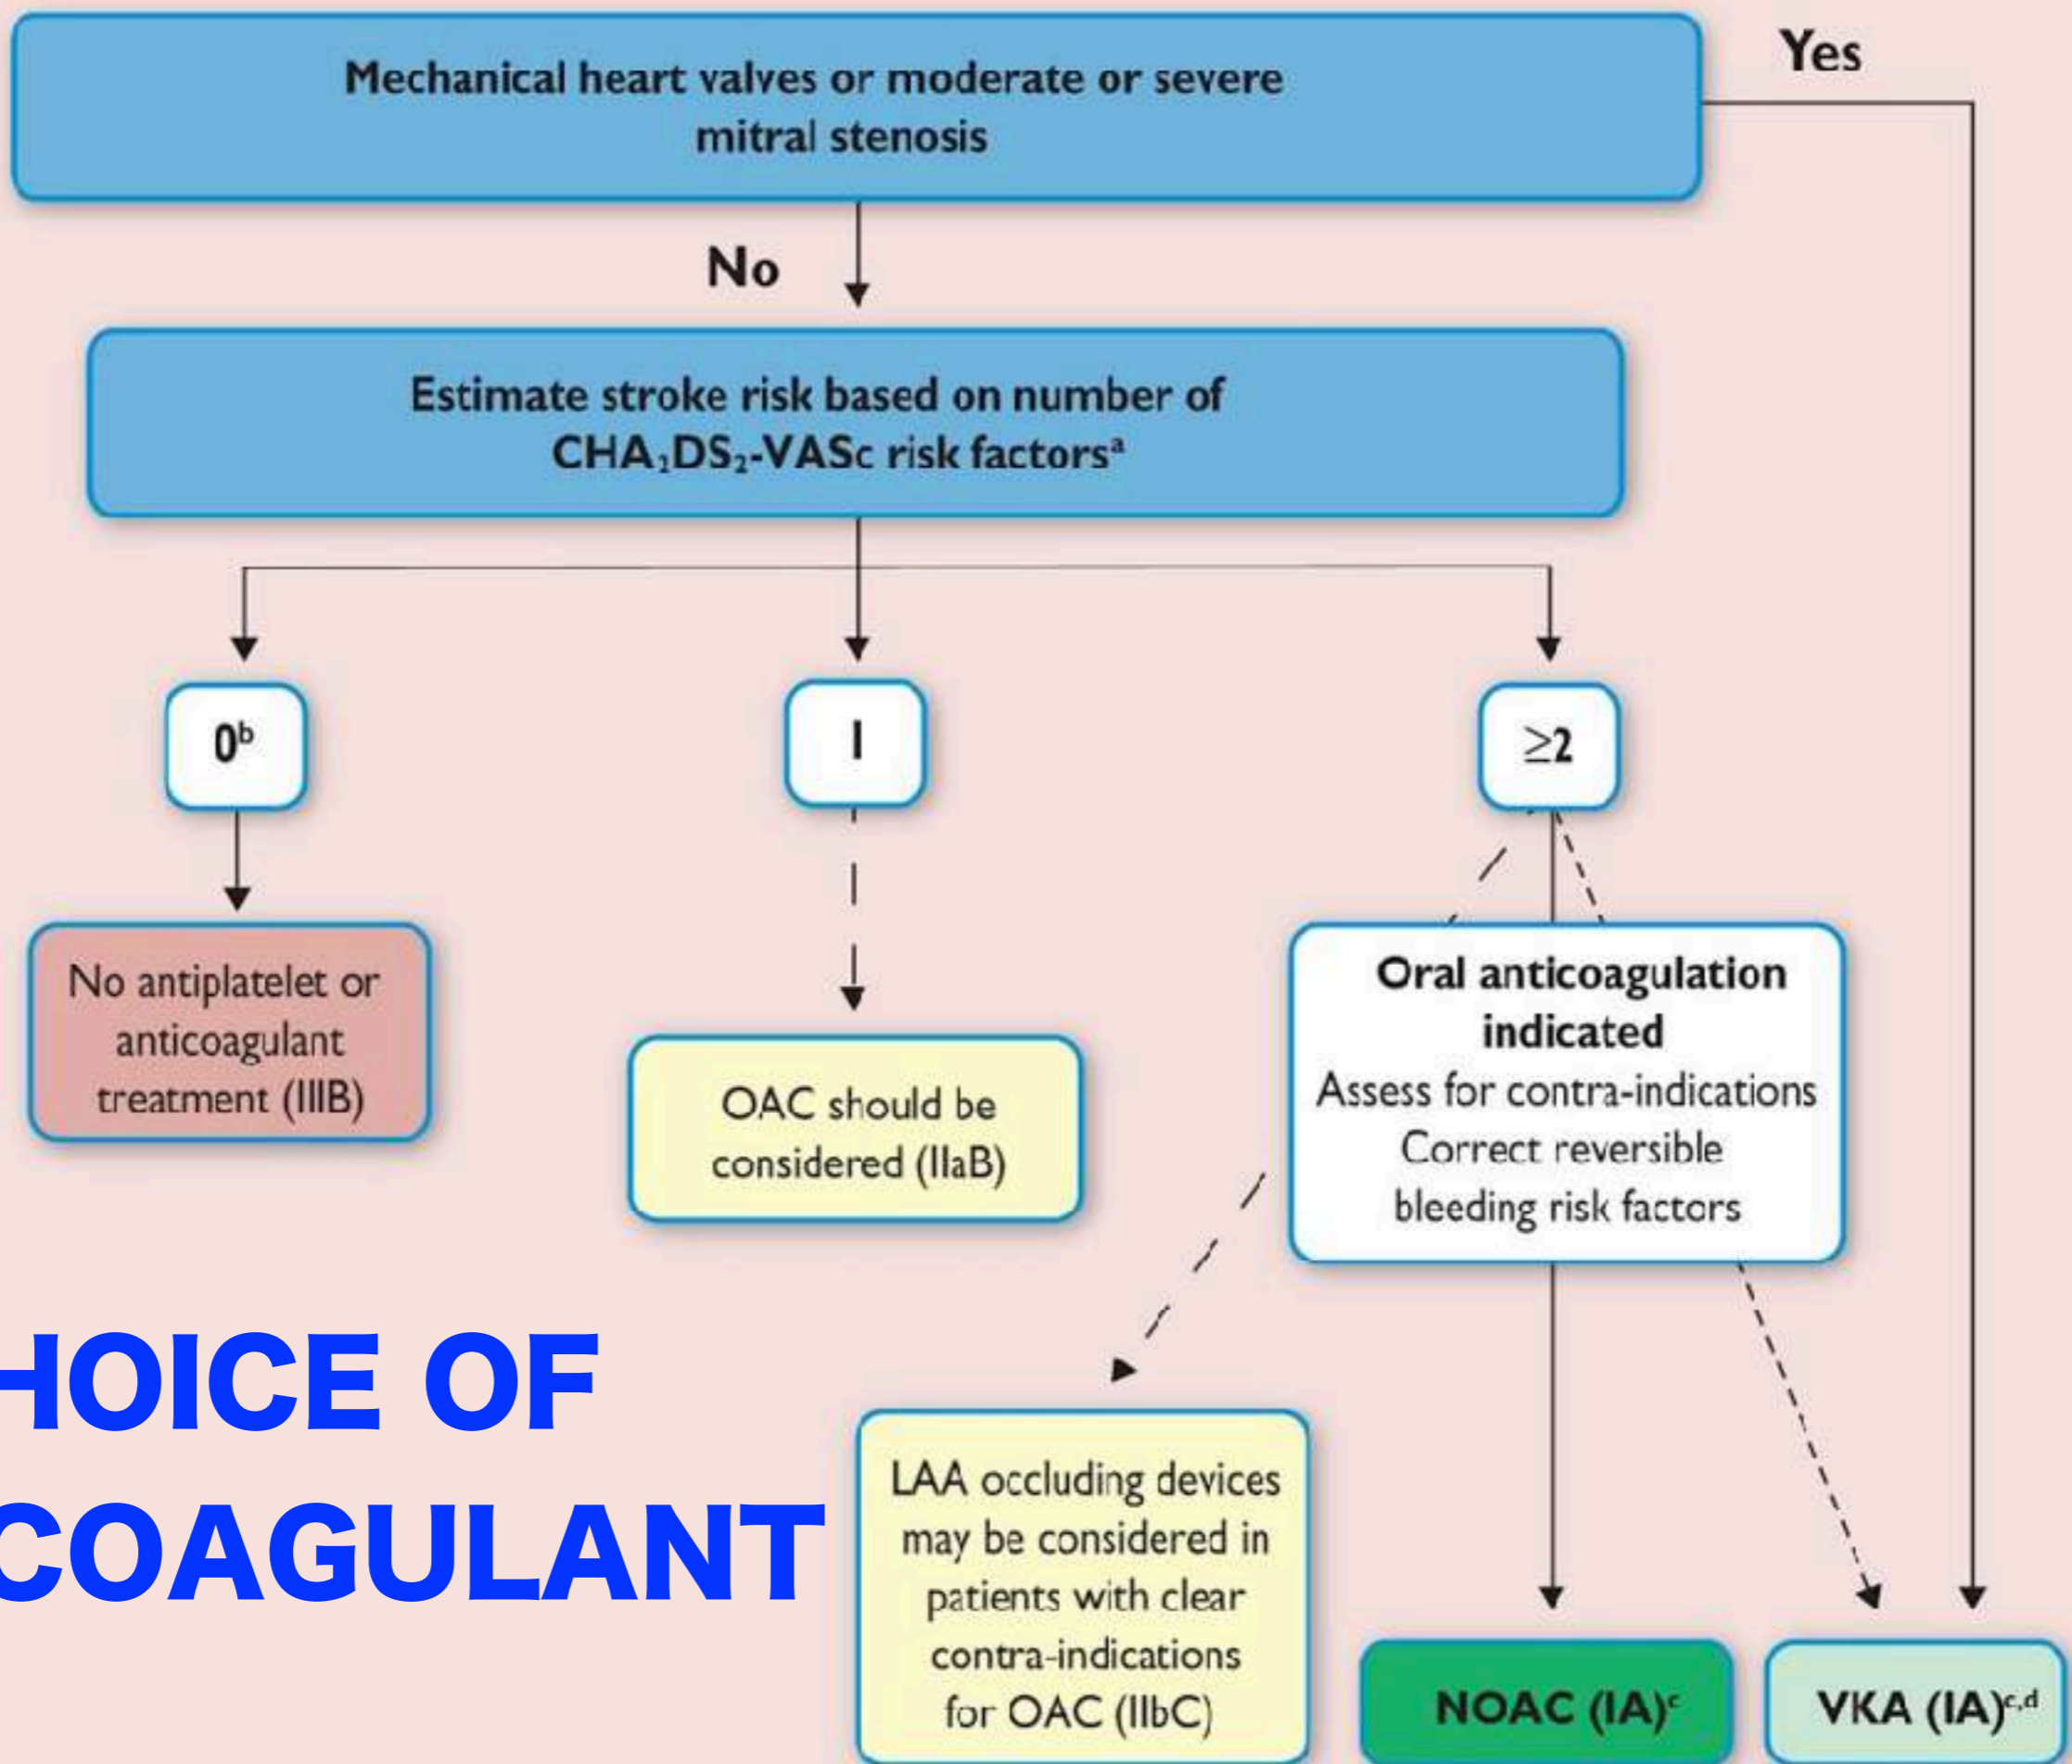 Mechanical heart valves or moderate or severe
mitral stenosis
Yes
No
Estimate stroke risk based on number of
CHA₂DS₂-VASc risk factorsᵃ
0ᵇ
1
≥2
No antiplatelet or
anticoagulant
treatment (IIIB)
OAC should be
considered (IIaB)
Oral anticoagulation
indicated
Assess for contra-indications
Correct reversible
bleeding risk factors
HOICE OF
COAGULANT
LAA occluding devices
may be considered in
patients with clear
contra-indications
for OAC (IIbC)
NOAC (IA)ᶜ
VKA (IA)ᶜ,ᵈ